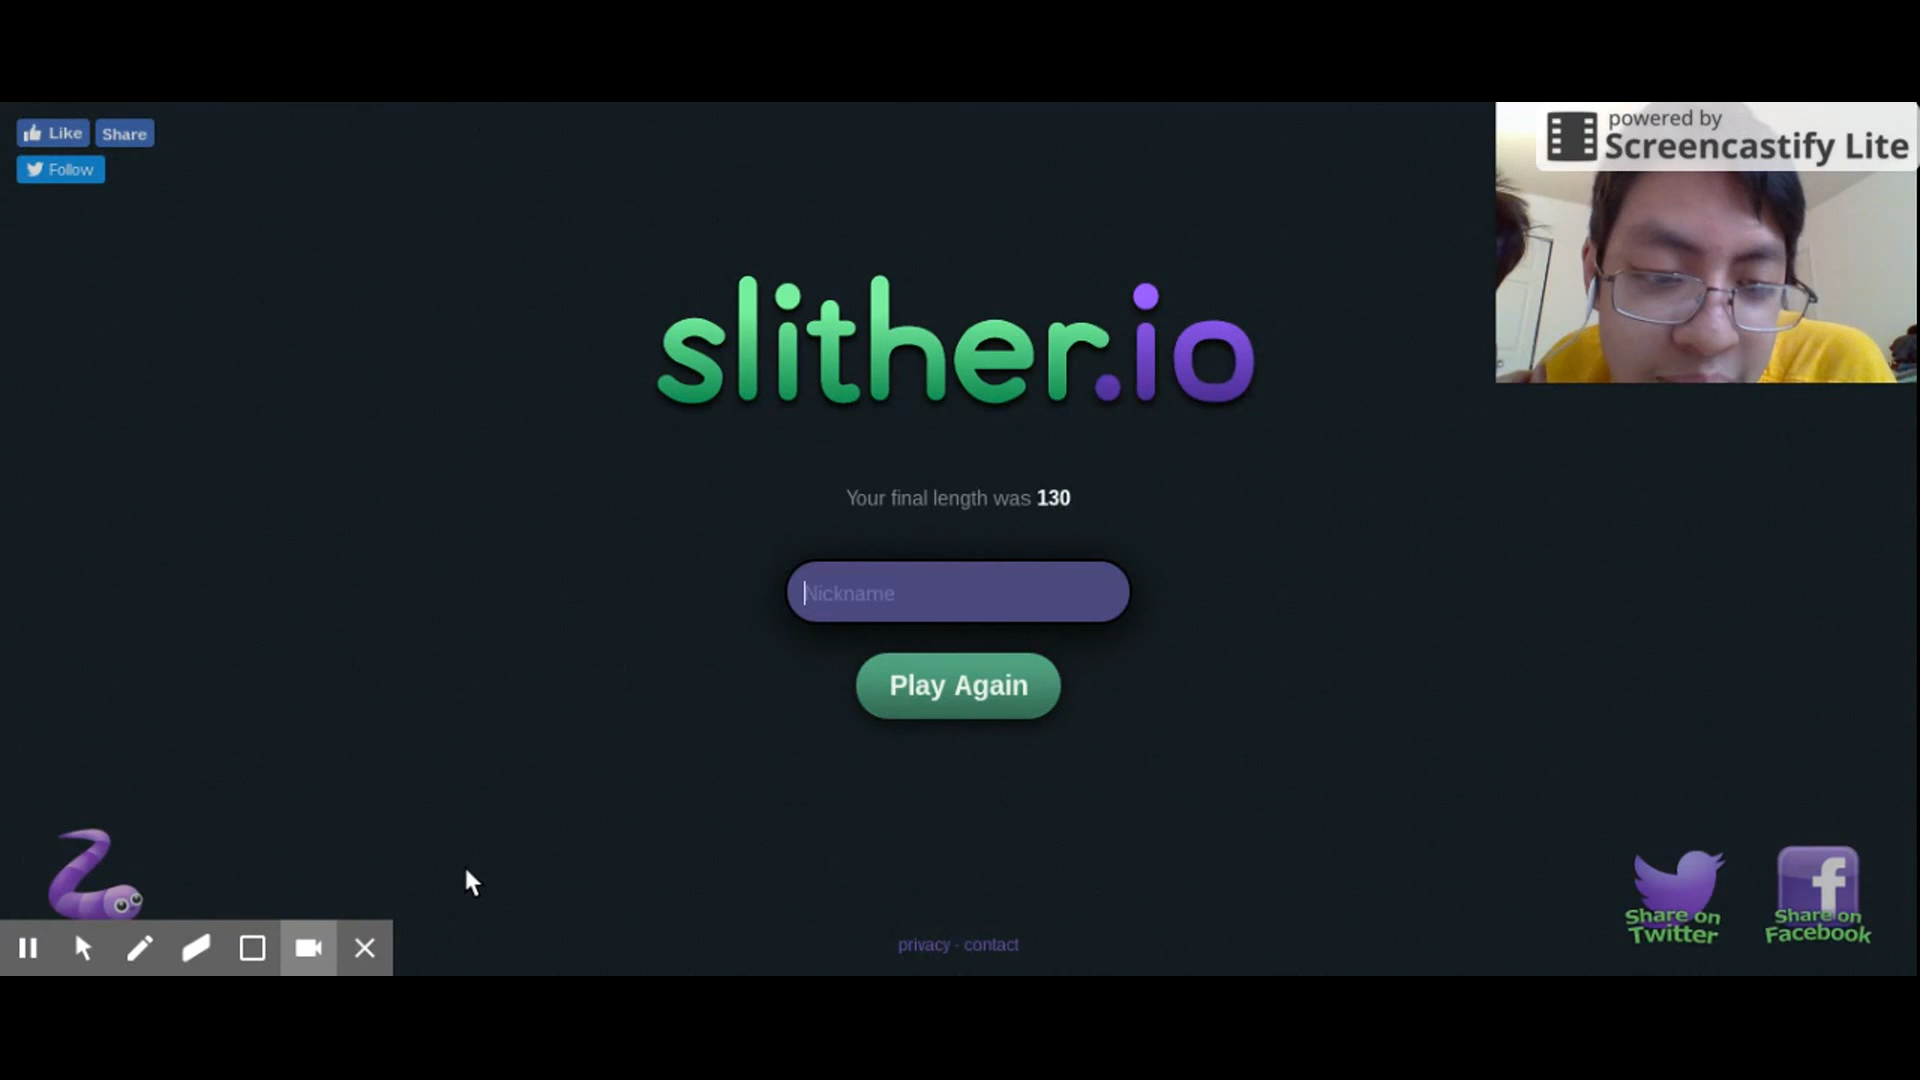 Like Share
Follow
powered by
Screencastify Lite
slither.io
Your final length was 130
Nickname
Play Again
privacy - contact
Share on
Twitter
Share on
Facebook